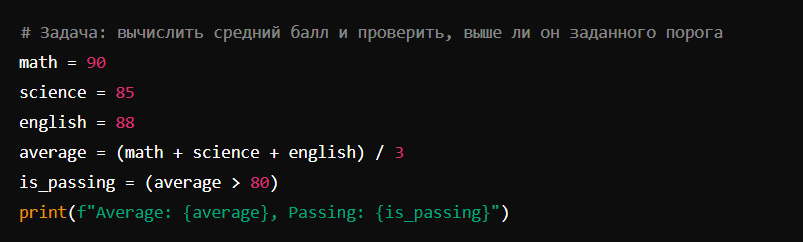 # Задача: вычислить средний балл и проверить, выше ли он заданного порога
math = 90
science = 85
english = 88
average = (math + science + english) / 3
is_passing = (average > 80)
print(f"Average: {average}, Passing: {is_passing}")